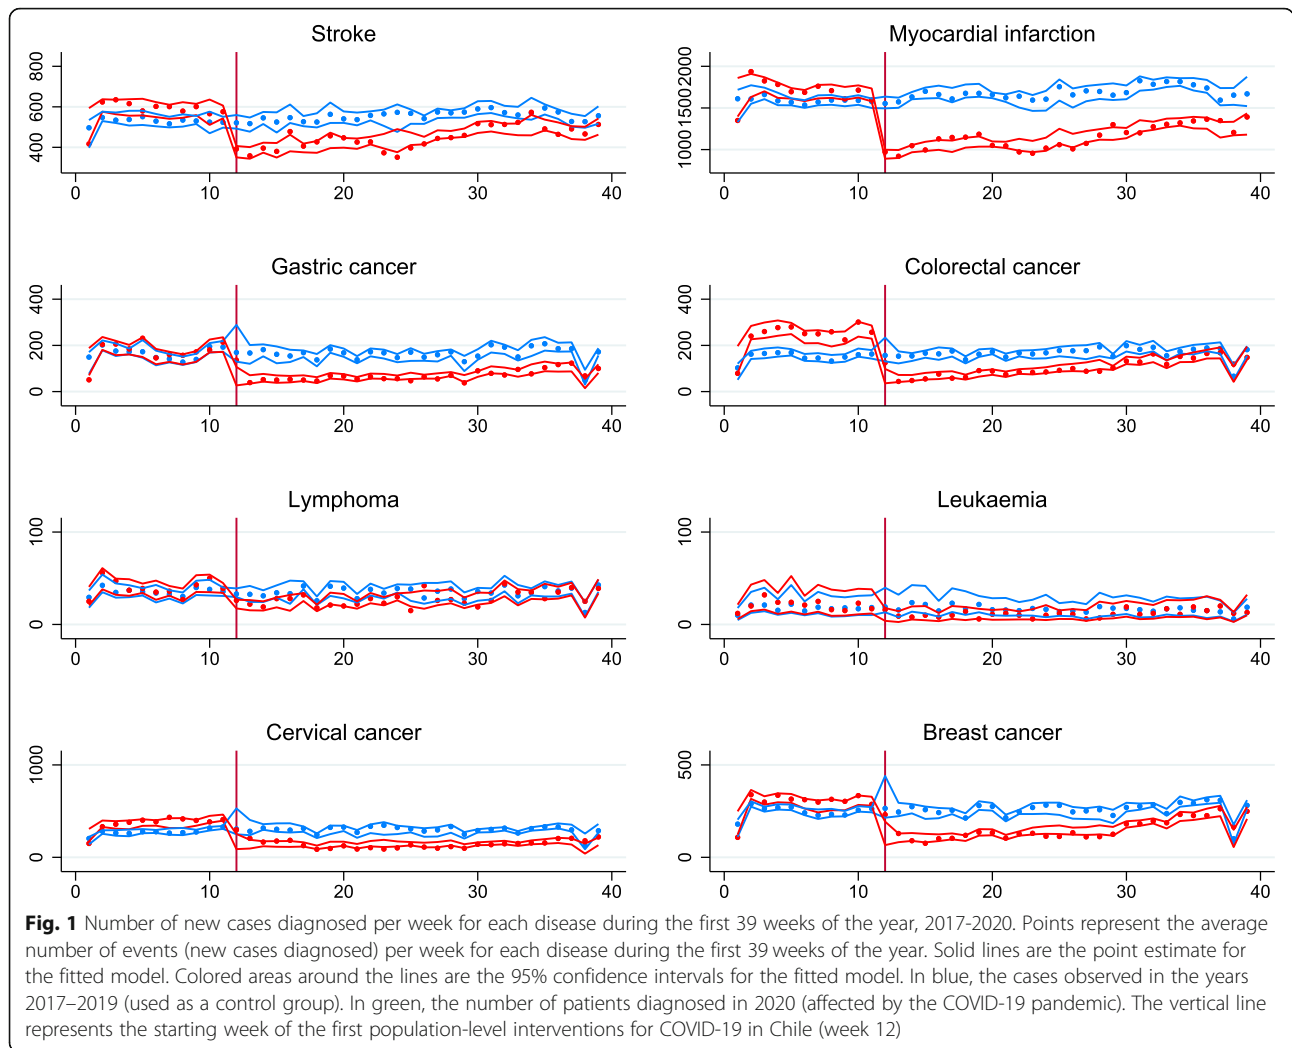 Stroke
Myocardial infarction
800
600
400
0 10 20 30 40
2000
1500
1000
0 10 20 30 40
Gastric cancer
Colorectal cancer
400
200
0
0 10 20 30 40
400
200
0
0 10 20 30 40
Lymphoma
Leukaemia
100
0
0 10 20 30 40
100
0
0 10 20 30 40
Cervical cancer
Breast cancer
1000
0
0 10 20 30 40
500
0
0 10 20 30 40
Fig. 1 Number of new cases diagnosed per week for each disease during the first 39 weeks of the year, 2017-2020. Points represent the average
number of events (new cases diagnosed) per week for each disease during the first 39 weeks of the year. Solid lines are the point estimate for
the fitted model. Colored areas around the lines are the 95% confidence intervals for the fitted model. In blue, the cases observed in the years
2017–2019 (used as a control group). In green, the number of patients diagnosed in 2020 (affected by the COVID-19 pandemic). The vertical line
represents the starting week of the first population-level interventions for COVID-19 in Chile (week 12)